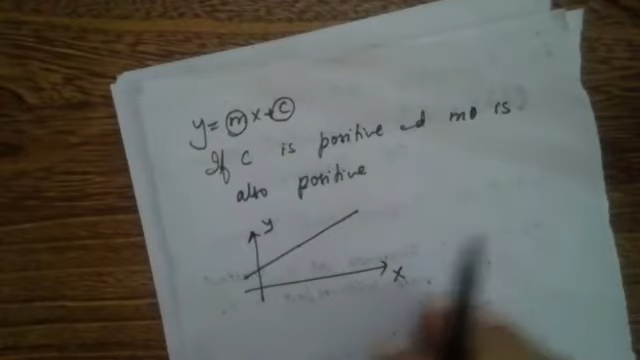 y = m x + c
If c is positive and m is
also positive
y
x